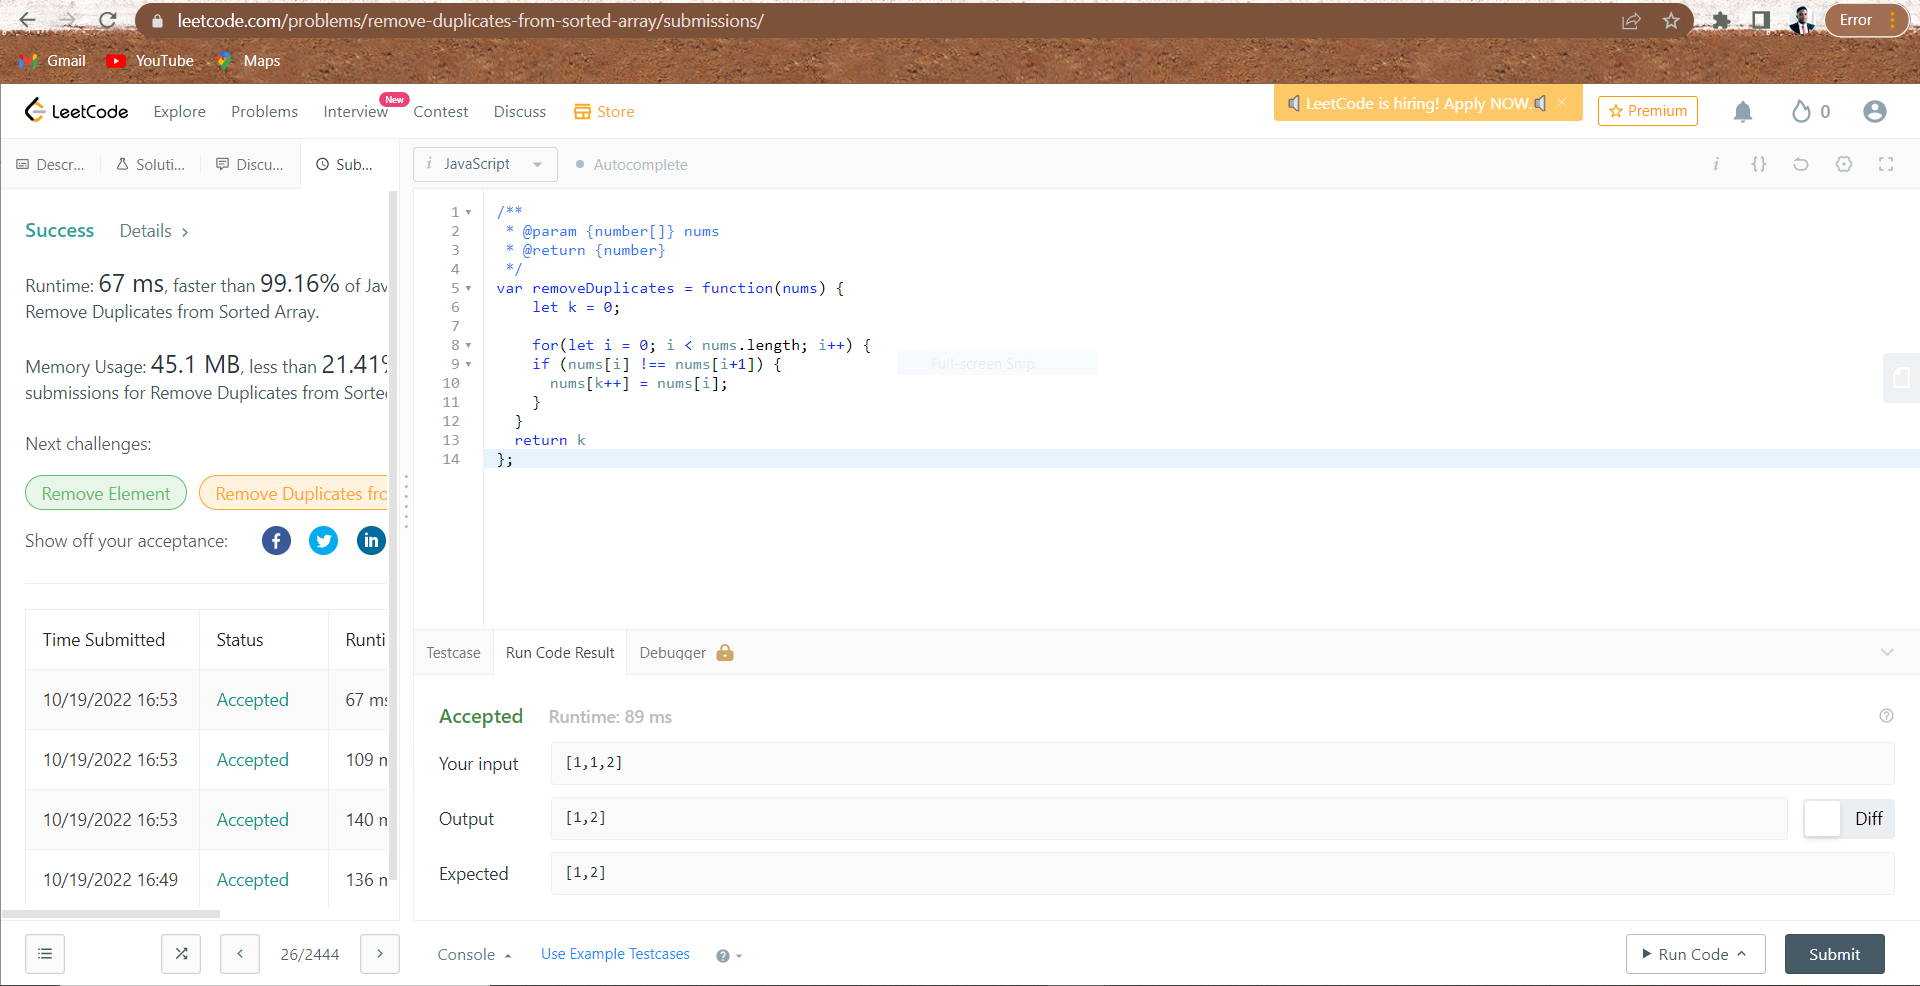 leetcode.com/problems/remove-duplicates-from-sorted-array/submissions/
Error
Gmail
YouTube
Maps
LeetCode
Explore
Problems
Interview
New
Contest
Discuss
Store
LeetCode is hiring! Apply NOW.
×
Premium
0
Descr...
Soluti...
Discu...
Sub...
i JavaScript
Autocomplete
i
{}
Success
Details >
Runtime: 67 ms, faster than 99.16% of Jav
Remove Duplicates from Sorted Array.
Memory Usage: 45.1 MB, less than 21.41%
submissions for Remove Duplicates from Sorte
Next challenges:
Remove Element
Remove Duplicates fro
Show off your acceptance:
Time Submitted Status Runti
10/19/2022 16:53 Accepted 67 ms
10/19/2022 16:53 Accepted 109 m
10/19/2022 16:53 Accepted 140 m
10/19/2022 16:49 Accepted 136 m
26/2444
1 /**
2 * @param {number[]} nums
3 * @return {number}
4 */
5 var removeDuplicates = function(nums) {
6 let k = 0;
7
8 for(let i = 0; i < nums.length; i++) {
9 if (nums[i] !== nums[i+1]) {
10 nums[k++] = nums[i];
11 }
12 }
13 return k
14 };
Full-screen Snip
Testcase
Run Code Result
Debugger
Accepted Runtime: 89 ms
Your input [1,1,2]
Output [1,2]
Diff
Expected [1,2]
Console
Use Example Testcases
Run Code
Submit